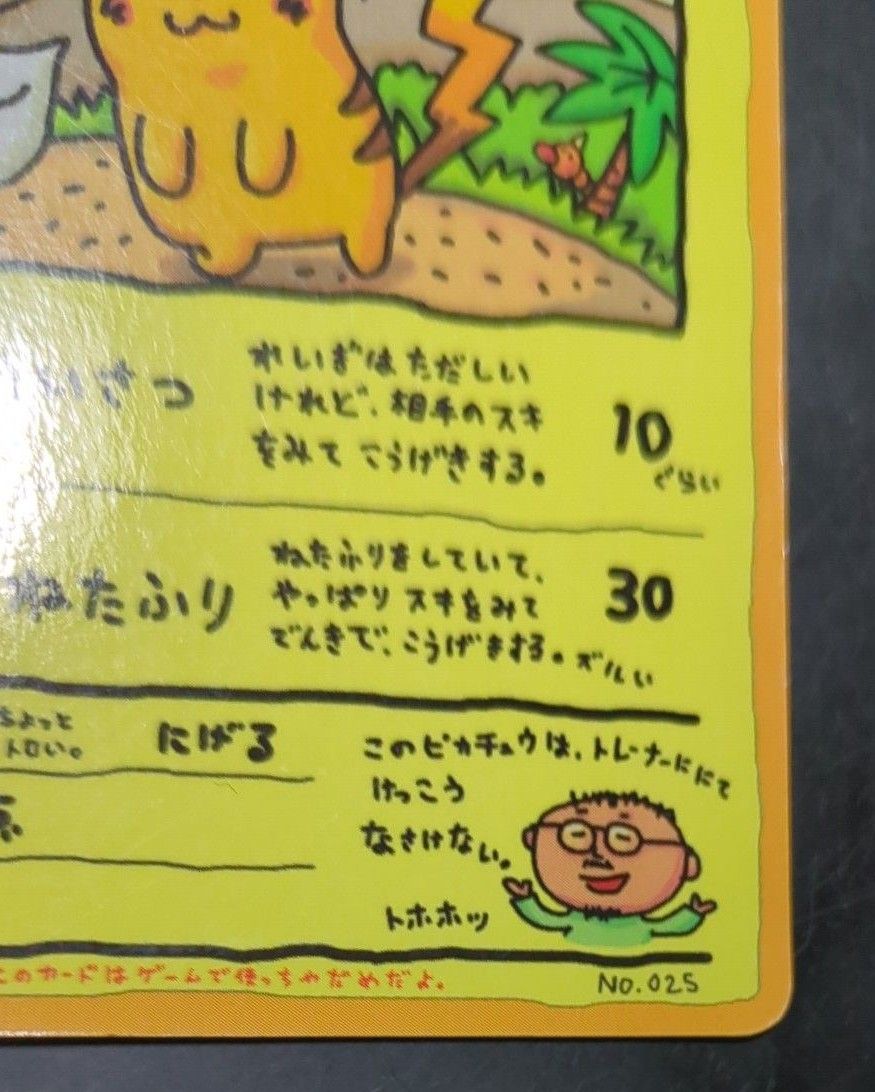 さつ
れいぎはただしい
けれど、相手のスキ
をみて こうげきする。
10
ぐらい
ねたふり
ねたふりをしていて、
やっぱり スキをみて
でんきで、こうげきする。ズルい
30
ちょっと
トロい。
にげる
このピカチュウは、トレーナーににて
けっこう
なさけない。
トホホッ
このカードはゲームで使っちゃだめだよ。
NO.025